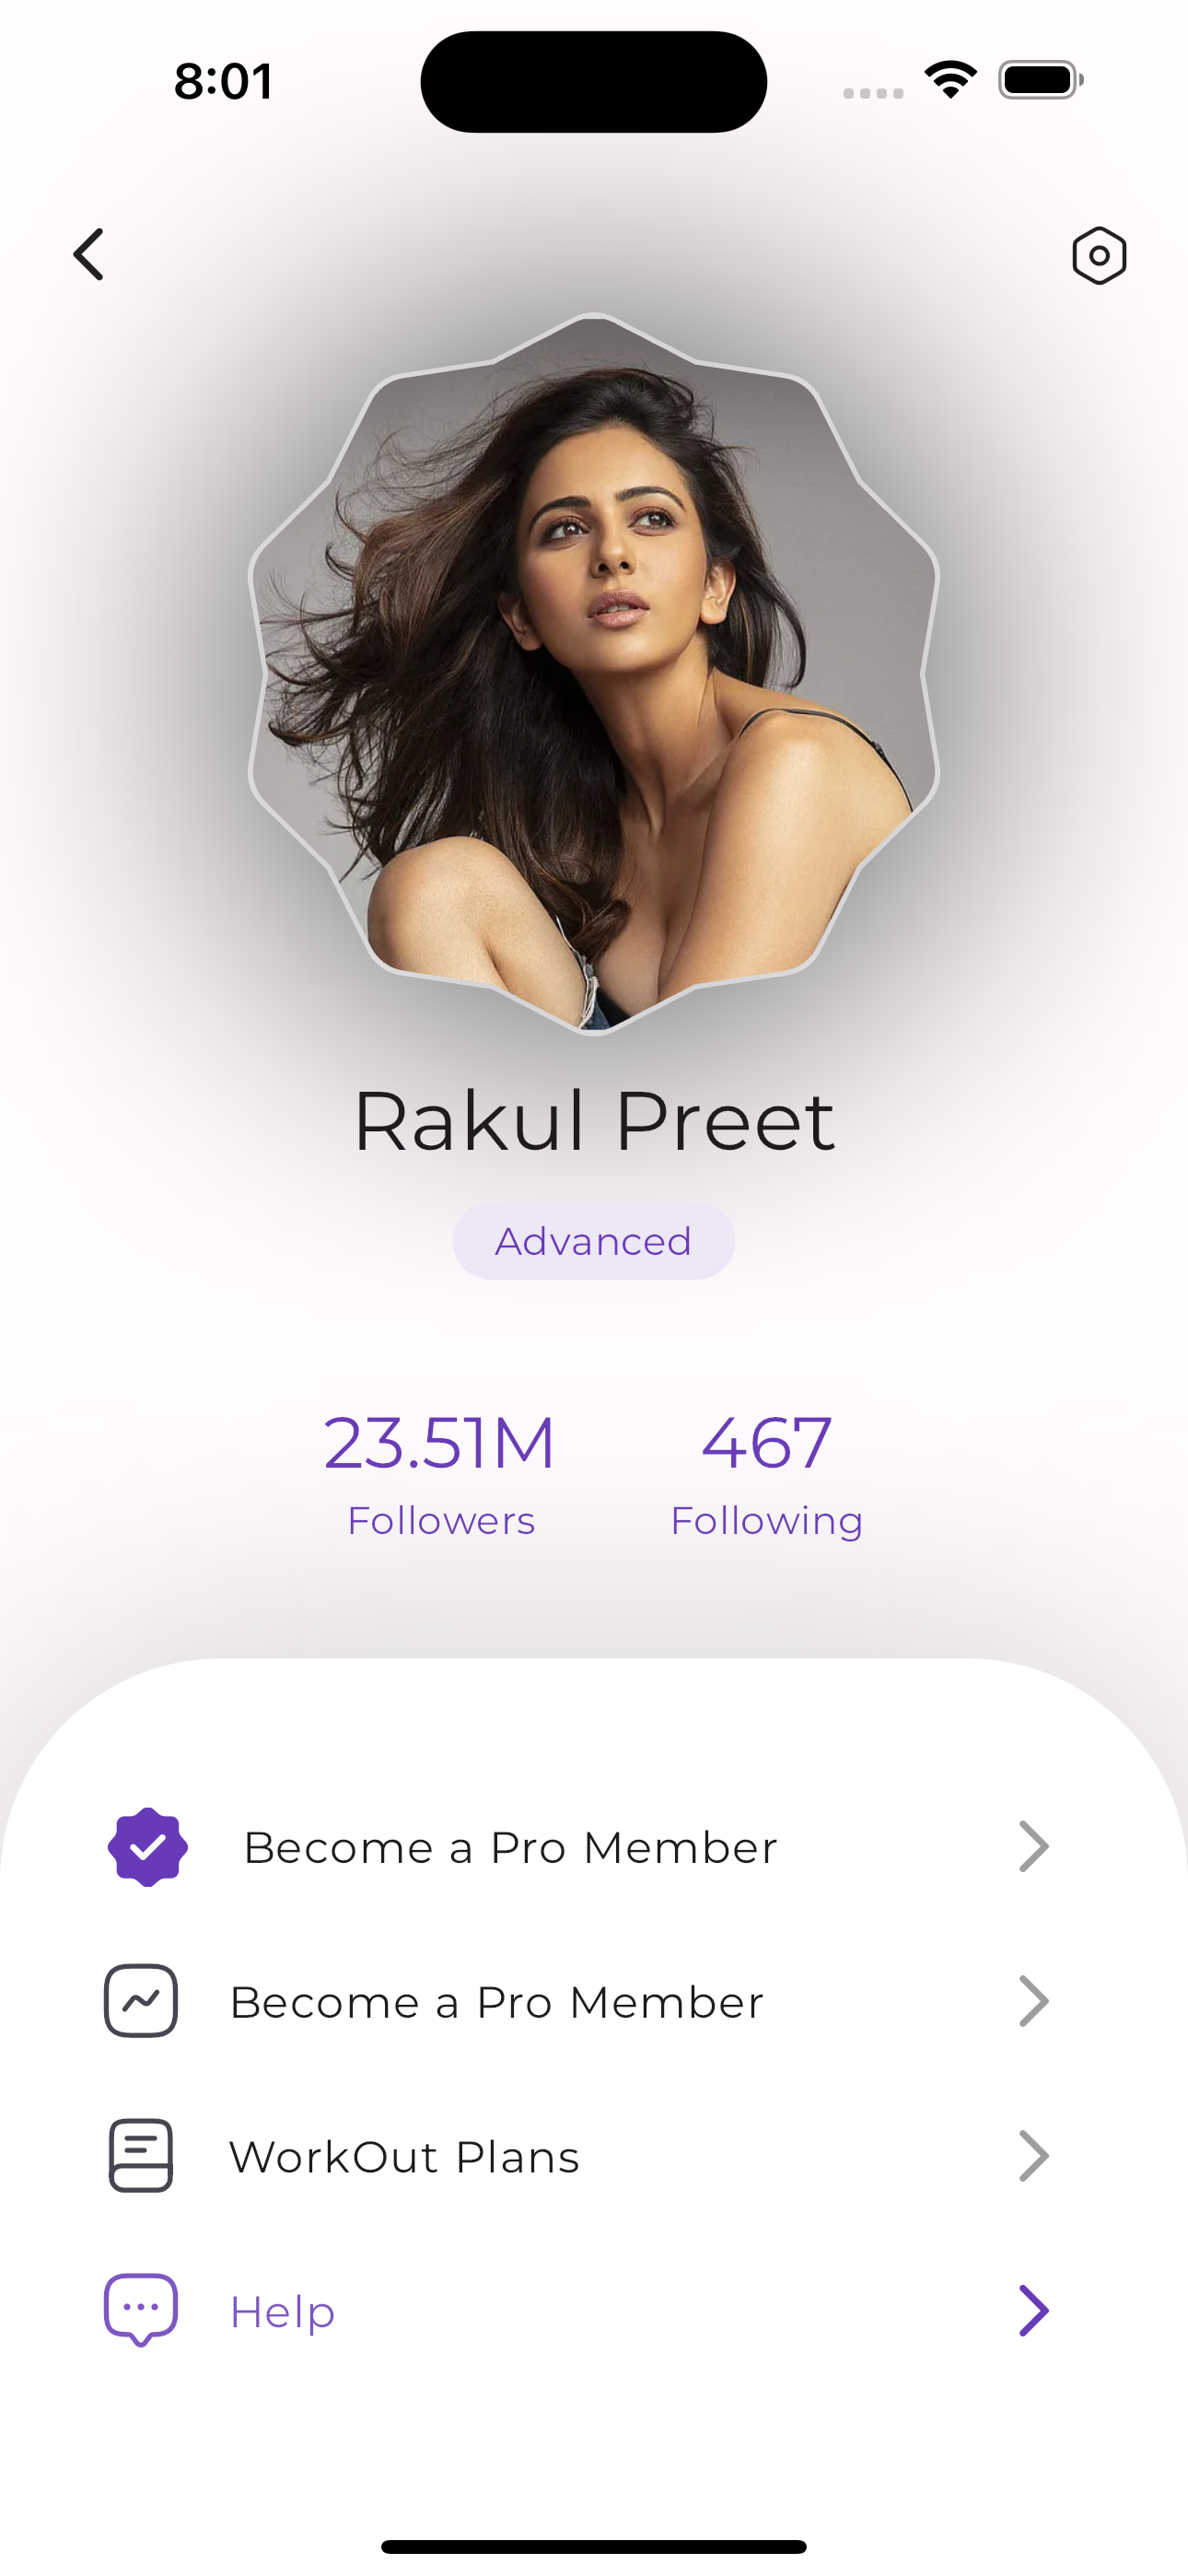 8:01
Rakul Preet
Advanced
23.51M 467
Followers Following
Become a Pro Member
Become a Pro Member
WorkOut Plans
Help